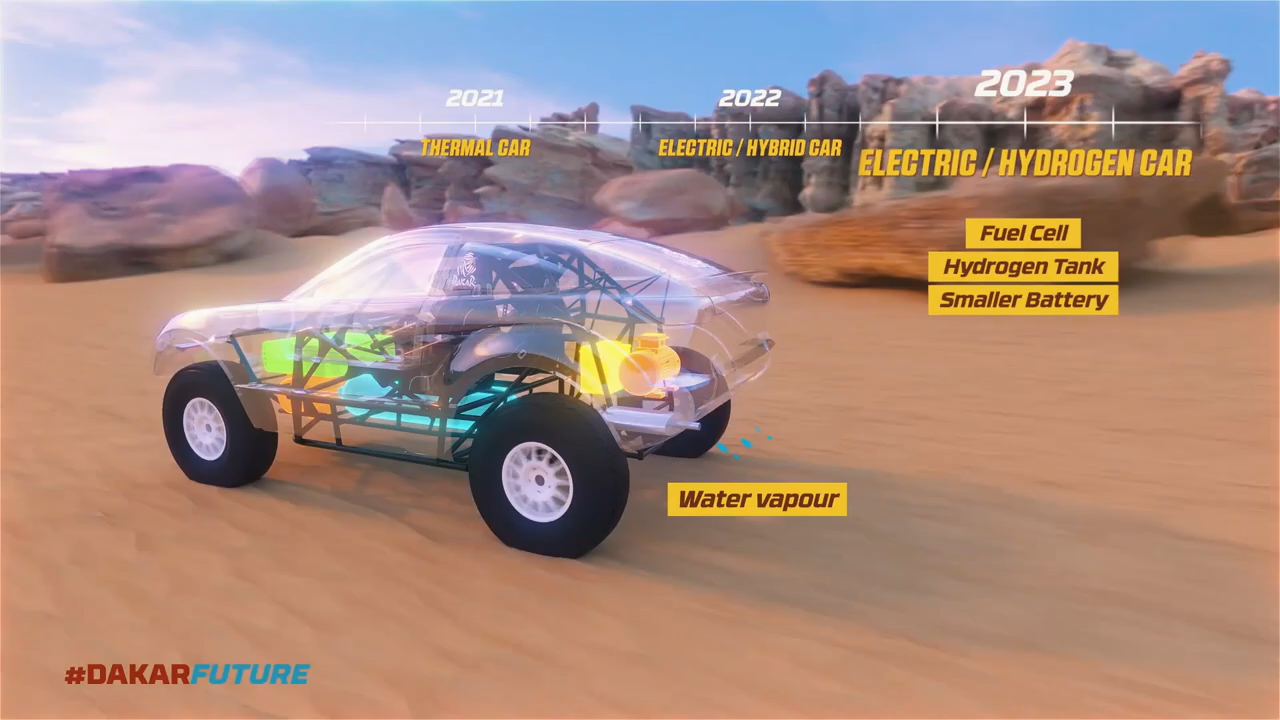 2021
2022
2023
THERMAL CAR
ELECTRIC / HYBRID CAR
ELECTRIC / HYDROGEN CAR
Fuel Cell
Hydrogen Tank
Smaller Battery
DAKAR
Water vapour
#DAKARFUTURE